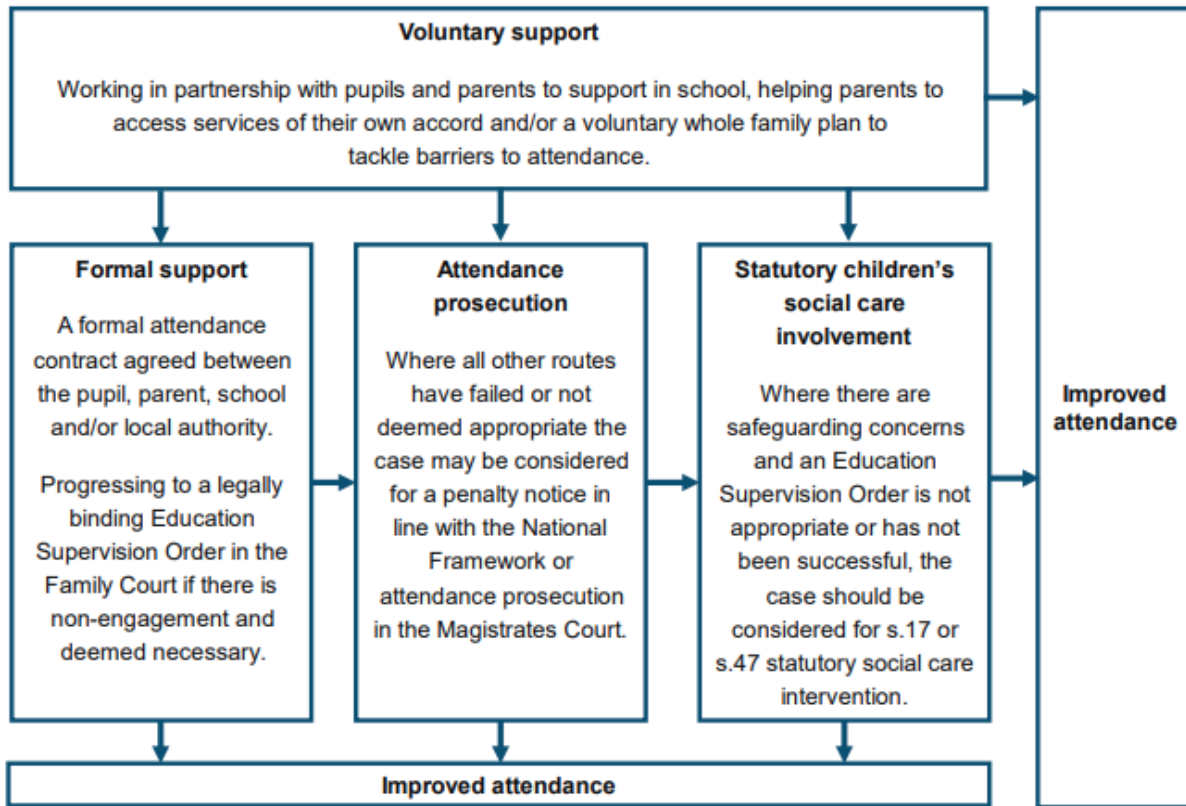 Voluntary support
Working in partnership with pupils and parents to support in school, helping parents to
access services of their own accord and/or a voluntary whole family plan to
tackle barriers to attendance.
Formal support
A formal attendance
contract agreed between
the pupil, parent, school
and/or local authority.
Progressing to a legally
binding Education
Supervision Order in the
Family Court if there is
non-engagement and
deemed necessary.
Attendance
prosecution
Where all other routes
have failed or not
deemed appropriate the
case may be considered
for a penalty notice in
line with the National
Framework or
attendance prosecution
in the Magistrates Court.
Statutory children's
social care
involvement
Where there are
safeguarding concerns
and an Education
Supervision Order is not
appropriate or has not
been successful, the
case should be
considered for s.17 or
s.47 statutory social care
intervention.
Improved
attendance
Improved attendance